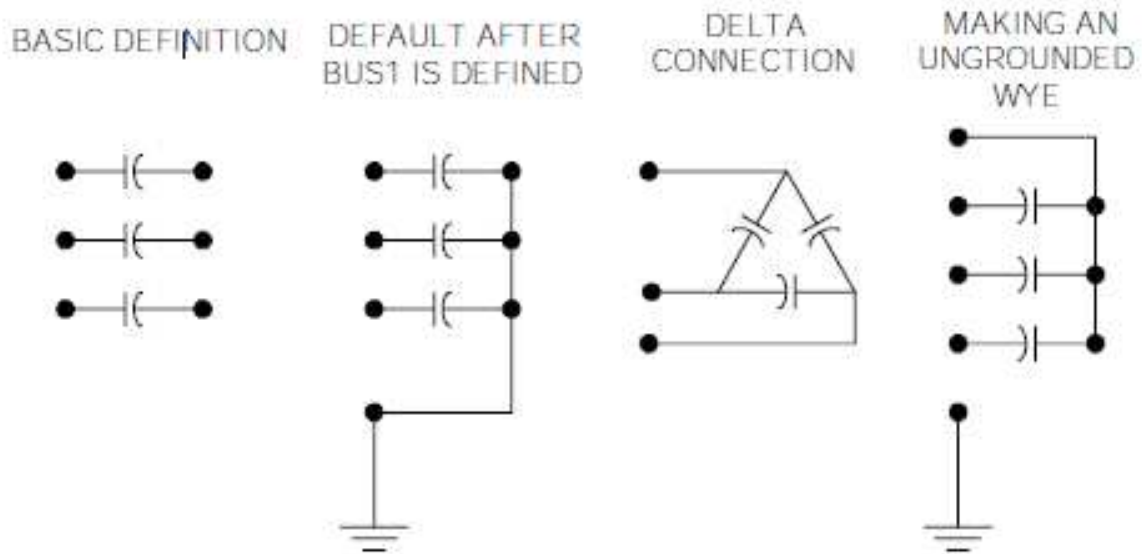 BASIC DEFINITION
DEFAULT AFTER
BUS1 IS DEFINED
DELTA
CONNECTION
MAKING AN
UNGROUNDED
WYE